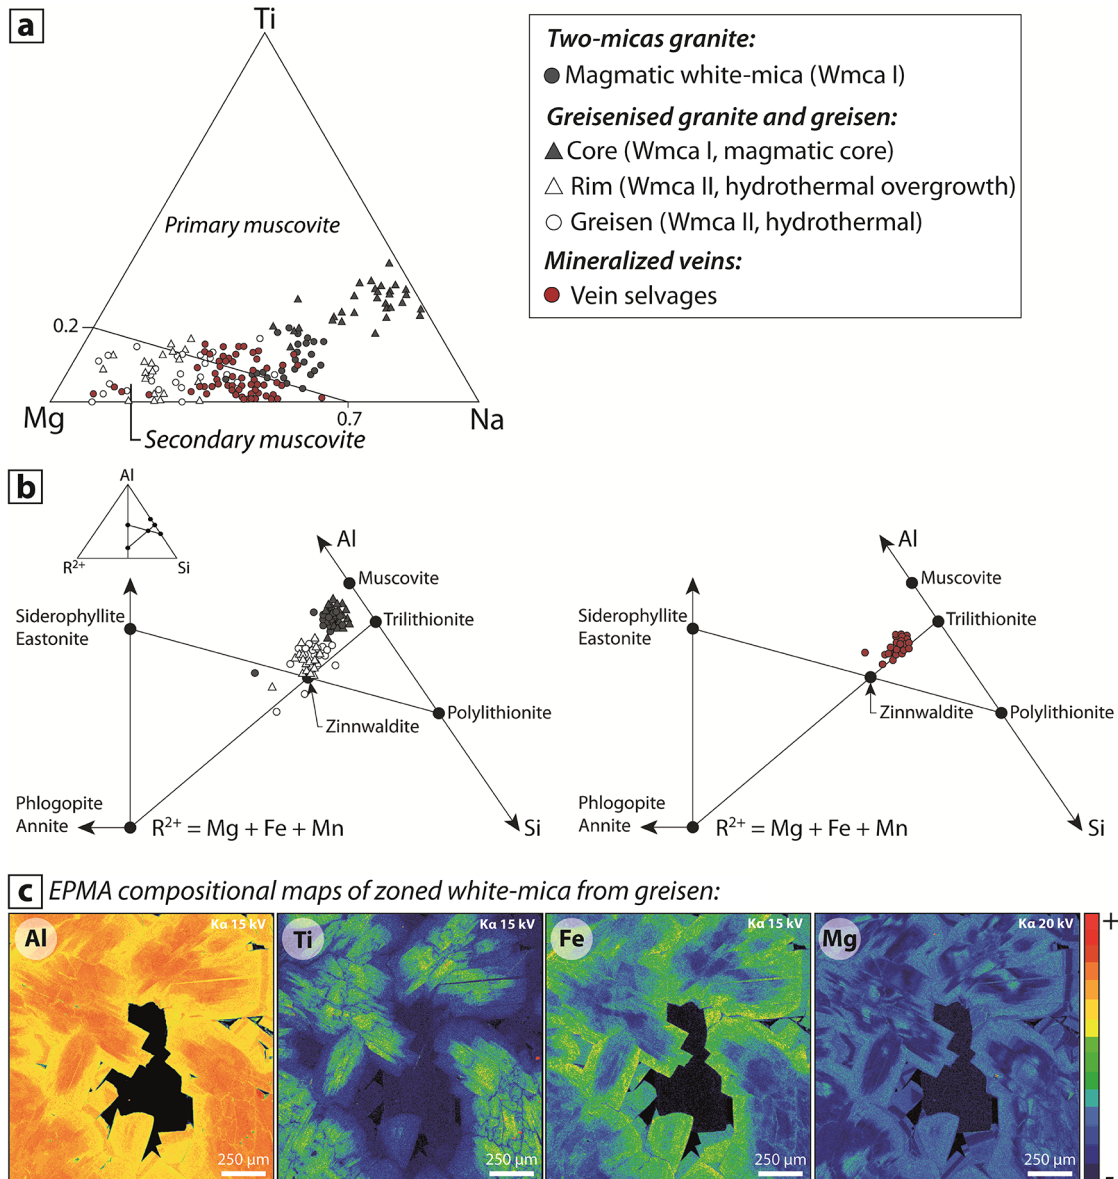 a
Ti
Primary muscovite
0.2
Mg
0.7
Na
Secondary muscovite
Two-micas granite:
Magmatic white-mica (Wmca I)
Greisenised granite and greisen:
Core (Wmca I, magmatic core)
Rim (Wmca II, hydrothermal overgrowth)
Greisen (Wmca II, hydrothermal)
Mineralized veins:
Vein selvages
b
Al
R2+
Si
Al
Muscovite
Siderophyllite
Eastonite
Trilithionite
Polylithionite
Zinnwaldite
Phlogopite
Annite
R2+ = Mg + Fe + Mn
Si
Al
Muscovite
Siderophyllite
Eastonite
Trilithionite
Polylithionite
Zinnwaldite
Phlogopite
Annite
R2+ = Mg + Fe + Mn
Si
c
EPMA compositional maps of zoned white-mica from greisen:
Al
Kα 15 kV
250 µm
Ti
Kα 15 kV
250 µm
Fe
Kα 15 kV
250 µm
Mg
Kα 20 kV
250 µm
+
-